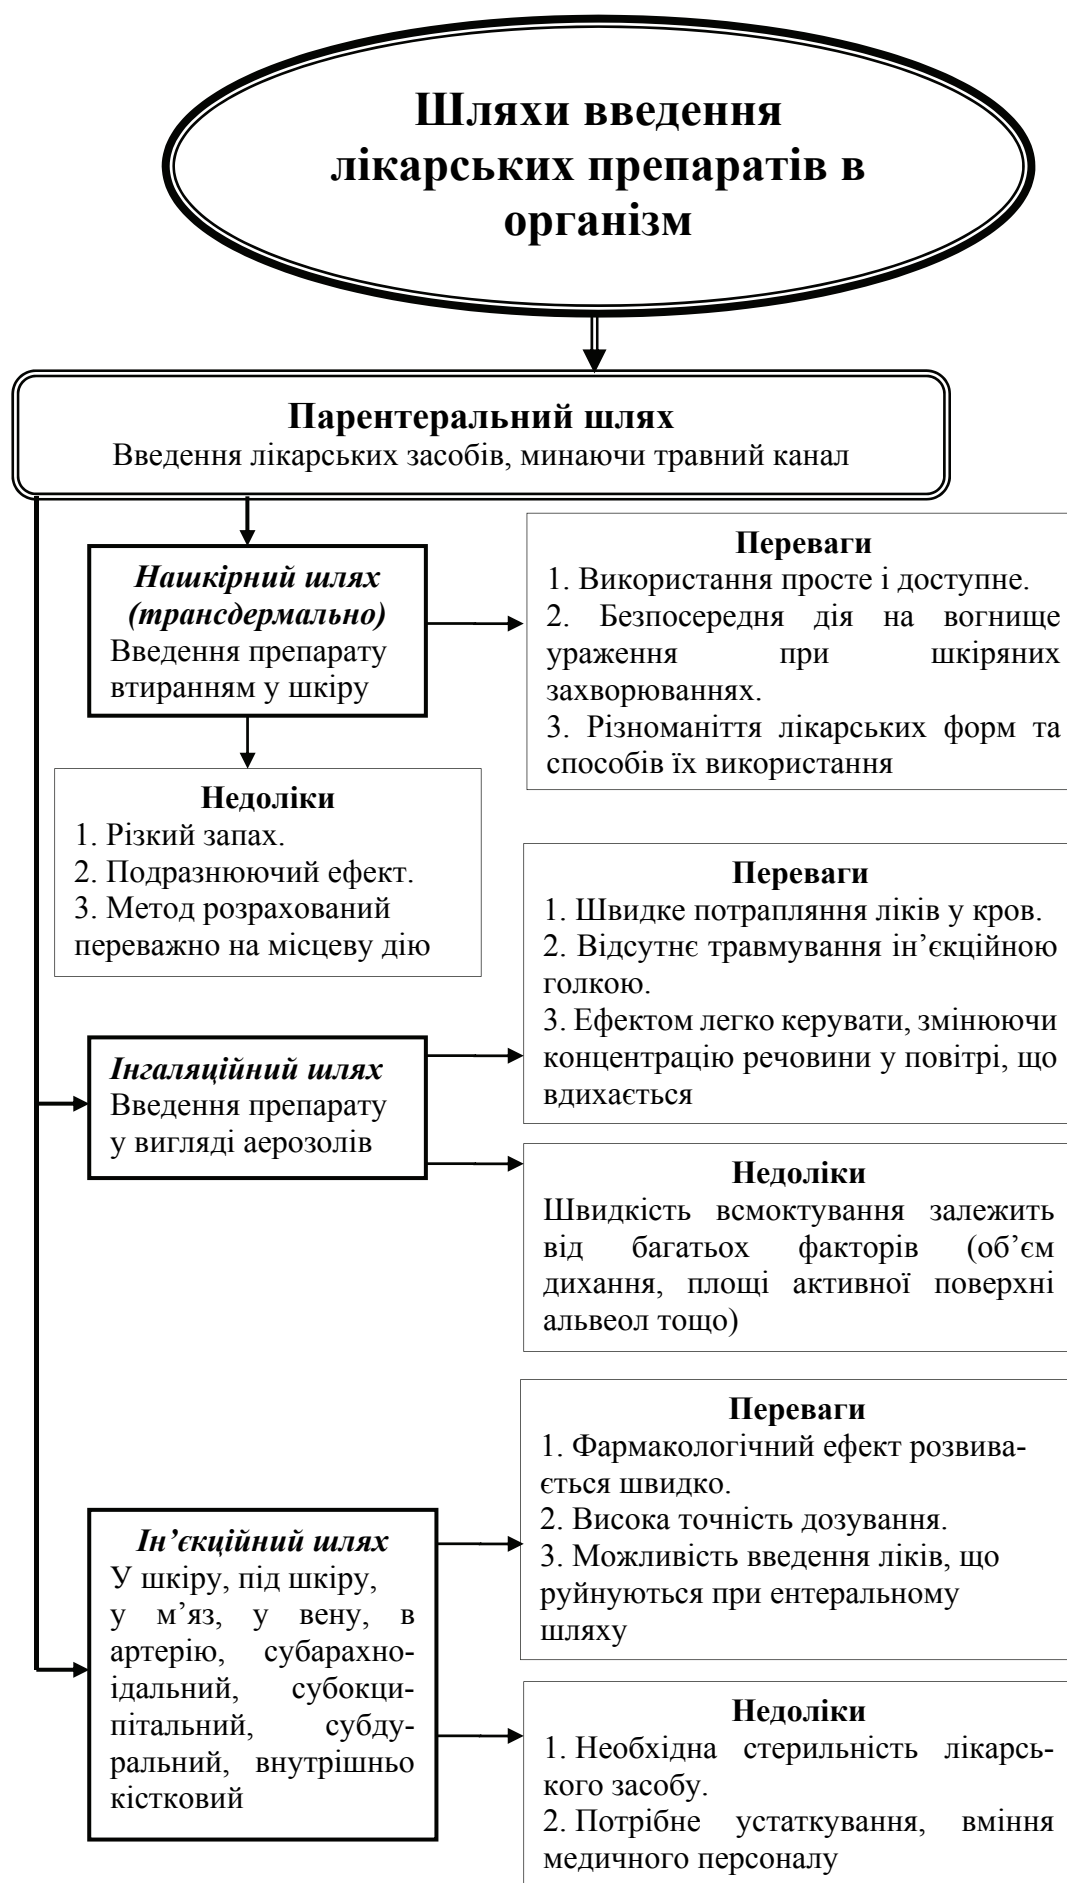 Шляхи введення
лікарських препаратів в
організм
Парентеральний шлях
Введення лікарських засобів, минаючи травний канал
Нашкірний шлях
(трансдермально)
Введення препарату
втиранням у шкіру
Переваги
1. Використання просте і доступне.
2. Безпосередня дія на вогнище
ураження при шкіряних
захворюваннях.
3. Різноманіття лікарських форм та
способів їх використання
Недоліки
1. Різкий запах.
2. Подразнюючий ефект.
3. Метод розрахований
переважно на місцеву дію
Інгаляційний шлях
Введення препарату
у вигляді аерозолів
Переваги
1. Швидке потрапляння ліків у кров.
2. Відсутнє травмування ін’єкційною
голкою.
3. Ефектом легко керувати, змінюючи
концентрацію речовини у повітрі, що
вдихається
Недоліки
Швидкість всмоктування залежить
від багатьох факторів (об’єм
дихання, площі активної поверхні
альвеол тощо)
Ін’єкційний шлях
У шкіру, під шкіру,
у м’яз, у вену, в
артерію, субарахно-
ідальний, субокци-
пітальний, субду-
ральний, внутрішньо
кістковий
Переваги
1. Фармакологічний ефект розвива-
ється швидко.
2. Висока точність дозування.
3. Можливість введення ліків, що
руйнуються при ентеральному
шляху
Недоліки
1. Необхідна стерильність лікарсь-
кого засобу.
2. Потрібне устаткування, вміння
медичного персоналу